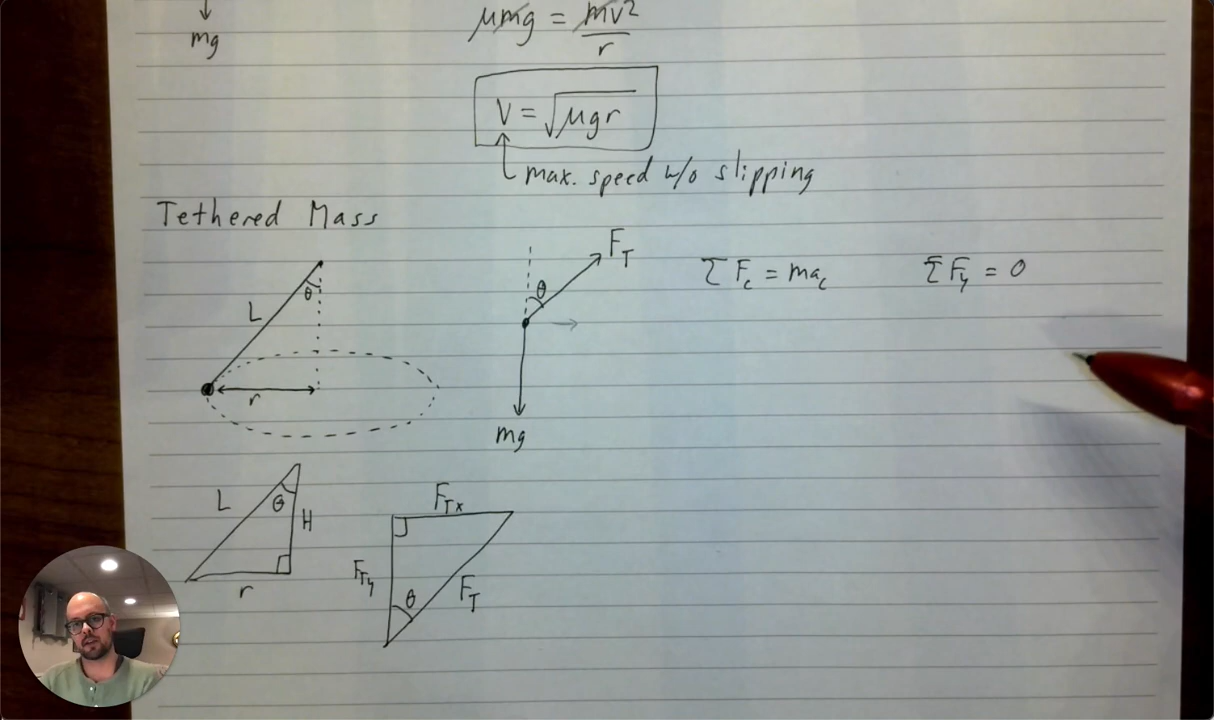 mg
μmg = mv²/r
V = √μgr
max. speed w/o slipping
Tethered Mass
F_T
θ
L
θ
r
mg
ΣF_c = ma_c
ΣF_y = 0
L
θ
H
r
F_Tx
F_Ty
θ
F_T